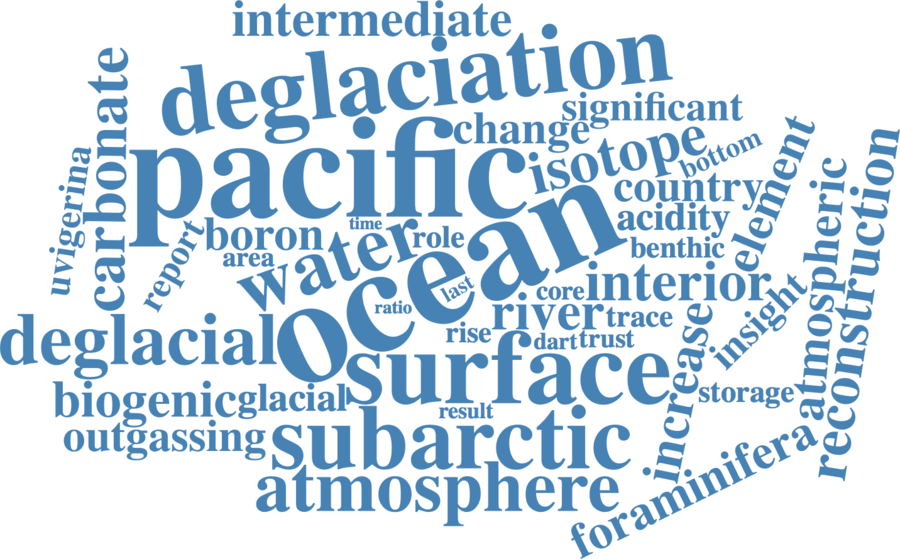 intermediate
deglaciation
significant
change
carbonate
pacific
isotope
bottom
element
uvigerina
country
atmospheric
reconstruction
report
boron
time
water
role
ocean
acidity
benthic
area
last
core
interior
insight
ratio
river
trace
deglacial
rise
dart
trust
increase
surface
storage
biogenic
glacial
result
outgassing
subarctic
atmosphere
foraminifera